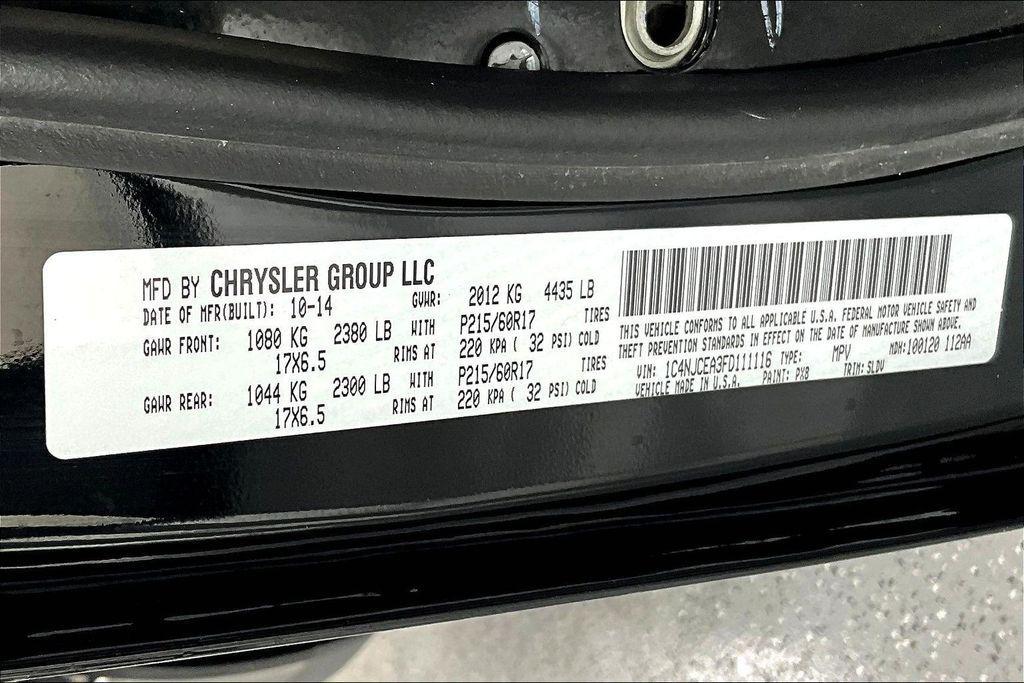 MFD BY CHRYSLER GROUP LLC
DATE OF MFR(BUILT): 10-14 GVWR: 2012 KG 4435 LB
GAWR FRONT: 1080 KG 2380 LB WITH P215/60R17 TIRES
17X6.5 RIMS AT 220 KPA ( 32 PSI) COLD
GAWR REAR: 1044 KG 2300 LB WITH P215/60R17 TIRES
17X6.5 RIMS AT 220 KPA ( 32 PSI) COLD
THIS VEHICLE CONFORMS TO ALL APPLICABLE U.S.A. FEDERAL MOTOR VEHICLE SAFETY AND
THEFT PREVENTION STANDARDS IN EFFECT ON THE DATE OF MANUFACTURE SHOWN ABOVE.
VIN: 1C4NJCEA3FD111116 TYPE: MPV MDH:100120 112AA
VEHICLE MADE IN U.S.A. PAINT: PX8 TRIM: SLDV